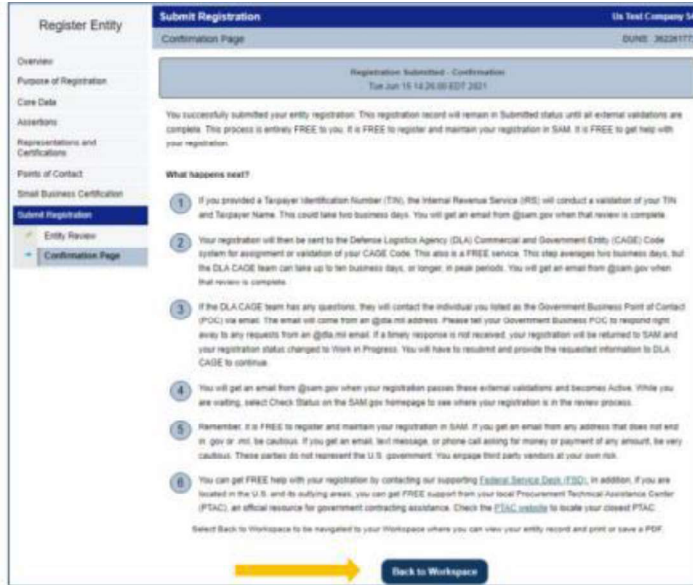 Register Entity
Overview
Purpose of Registration
Core Data
Assertions
Representations and
Certifications
Points of Contact
Small Business Certification
Submit Registration
Entity Review
Confirmation Page
Submit Registration
Us Test Company
Confirmation Page
DUNS
Registration Submitted - Confirmation
Tue Jun 15 14:26:00 EDT 2021
You successfully submitted your entity registration. This registration record will remain in Submitted status until all external validations are
complete. This process is entirely FREE to you. It is FREE to register and maintain your registration in SAM. It is FREE to get help with
your registration.
What happens next?
1 If you provided a Taxpayer Identification Number (TIN), the Internal Revenue Service (IRS) will conduct a validation of your TIN
and Taxpayer Name. This could take two business days. You will get an email from @sam.gov when that review is complete.
2 Your registration will then be sent to the Defense Logistics Agency (DLA) Commercial and Government Entity (CAGE) Code
system for assignment or validation of your CAGE Code. This also is a FREE service. This step averages two business days, but
the DLA CAGE team can take up to ten business days, or longer, in peak periods. You will get an email from @sam.gov when
that review is complete.
3 If the DLA CAGE team has any questions, they will contact the individual you listed as the Government Business Point of Contact
(POC) via email. The email will come from an @dla.mil address. Please tell your Government Business POC to respond right
away to any requests from an @dla.mil email. If a timely response is not received, your registration will be returned to SAM and
your registration status changed to Work in Progress. You will have to resubmit and provide the requested information to DLA
CAGE to continue.
4 You will get an email from @sam.gov when your registration passes these external validations and becomes Active. While you
are waiting, select Check Status on the SAM.gov homepage to see where your registration is in the review process.
5 Remember, it is FREE to register and maintain your registration in SAM. If you get an email from any address that does not end
in .gov or .mil, be cautious. If you get an email, text message, or phone call asking for money or payment of any amount, be very
cautious. These parties do not represent the U.S. government. You engage third party vendors at your own risk.
6 You can get FREE help with your registration by contacting our supporting Federal Service Desk (FSD). In addition, if you are
located in the U.S. and its outlying areas, you can get FREE support from your local Procurement Technical Assistance Center
(PTAC), an official resource for government contracting assistance. Check the PTAC website to locate your closest PTAC.
Select Back to Workspace to be navigated to your Workspace where you can view your entity record and print or save a PDF.
Back to Workspace